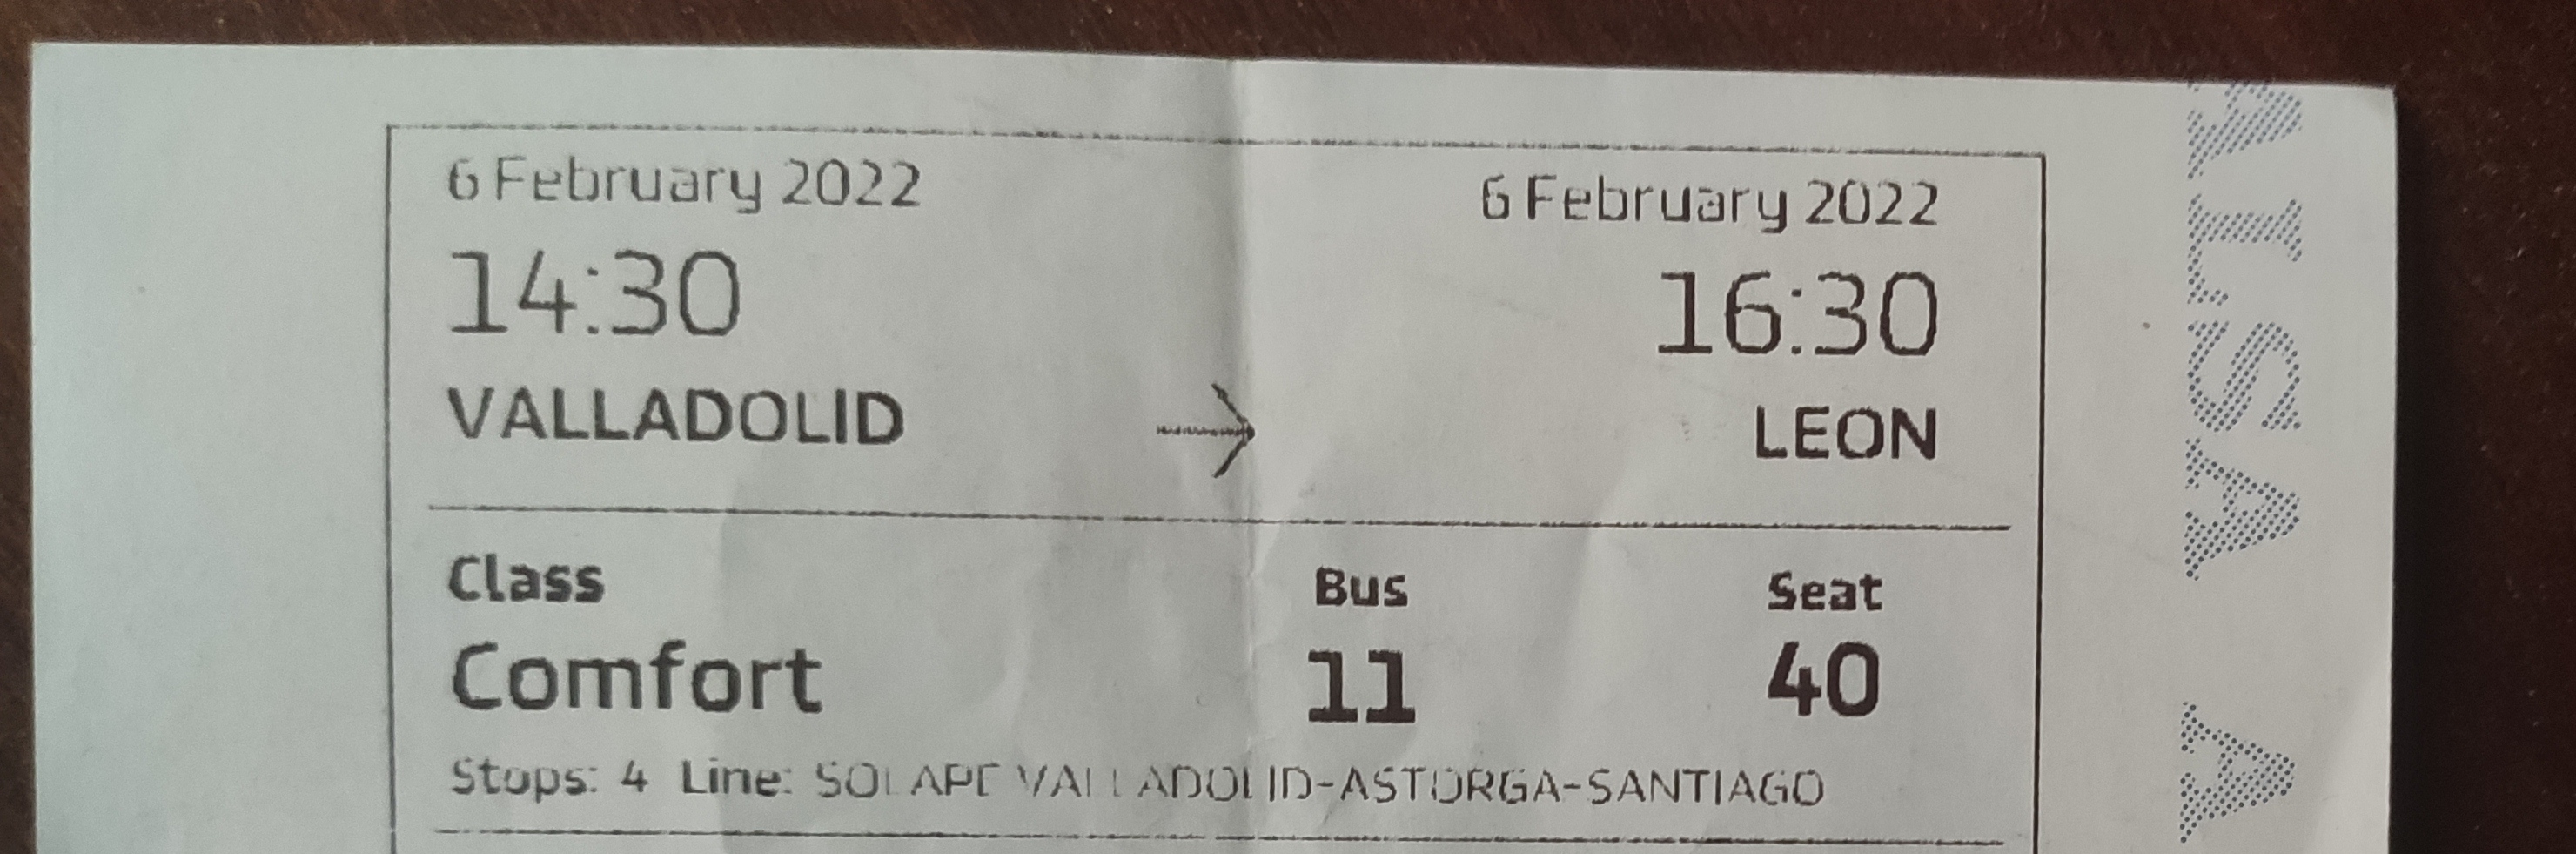 6 February 2022
6 February 2022
14:30
16:30
VALLADOLID
→
LEON
Class
Bus
Seat
Comfort
11
40
Stops: 4 Line: SOLAPE VALLADOLID-ASTORGA-SANTIAGO
ALSA
A